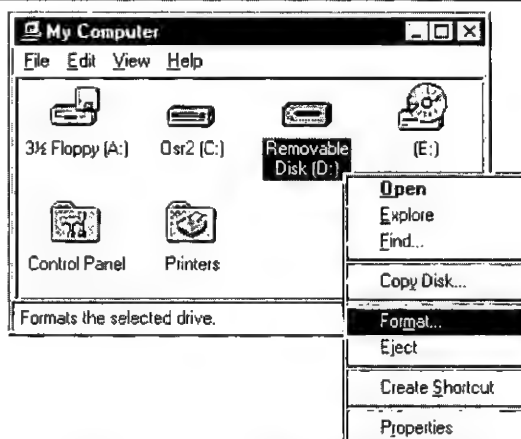 My Computer
File Edit View Help
3½ Floppy (A:) Osr2 (C:) Removable Disk (D:) (E:)
Control Panel Printers
Formats the selected drive.
Open
Explore
Find...
Copy Disk...
Format...
Eject
Create Shortcut
Properties